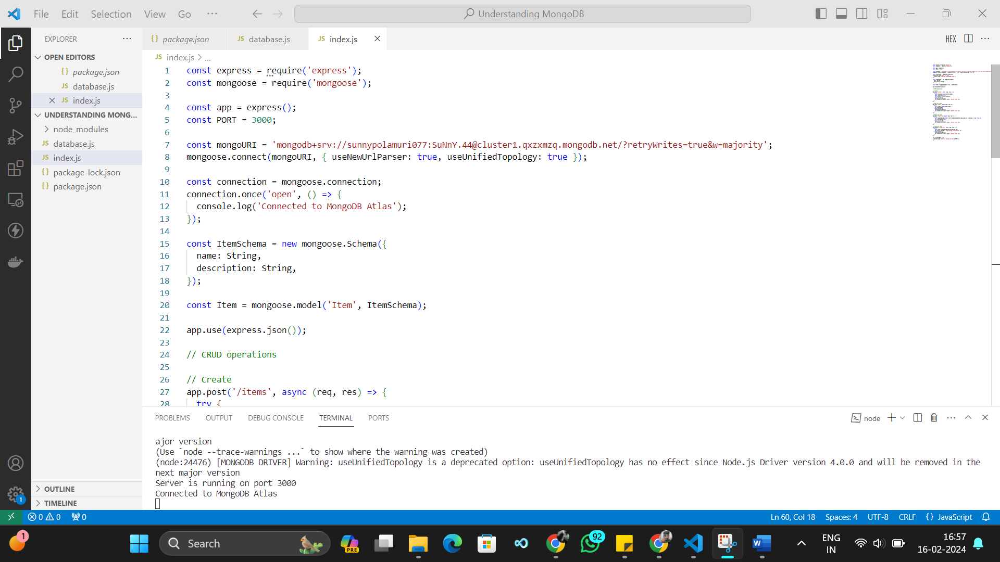 File Edit Selection View Go ... Understanding MongoDB
EXPLORER ...
OPEN EDITORS
package.json
JS database.js
JS index.js
UNDERSTANDING MONG...
node_modules
JS database.js
JS index.js
{} package-lock.json
{} package.json
OUTLINE
TIMELINE
{} package.json JS database.js JS index.js HEX
JS index.js > ...
1 const express = require('express');
2 const mongoose = require('mongoose');
3
4 const app = express();
5 const PORT = 3000;
6
7 const mongoURI = 'mongodb+srv://sunnypolamuri077:SuNnY.44@cluster1.qxzxmzq.mongodb.net/?retryWrites=true&w=majority';
8 mongoose.connect(mongoURI, { useNewUrlParser: true, useUnifiedTopology: true });
9
10 const connection = mongoose.connection;
11 connection.once('open', () => {
12 console.log('Connected to MongoDB Atlas');
13 });
14
15 const ItemSchema = new mongoose.Schema({
16 name: String,
17 description: String,
18 });
19
20 const Item = mongoose.model('Item', ItemSchema);
21
22 app.use(express.json());
23
24 // CRUD operations
25
26 // Create
27 app.post('/items', async (req, res) => {
28 try {
PROBLEMS OUTPUT DEBUG CONSOLE TERMINAL PORTS node
ajor version
(Use `node --trace-warnings ...` to show where the warning was created)
(node:24476) [MONGODB DRIVER] Warning: useUnifiedTopology is a deprecated option: useUnifiedTopology has no effect since Node.js Driver version 4.0.0 and will be removed in the
next major version
Server is running on port 3000
Connected to MongoDB Atlas
1
0 0 0 Ln 60, Col 18 Spaces: 4 UTF-8 CRLF {} JavaScript
1 Search PRE 92 W ENG
IN
16:57
16-02-2024